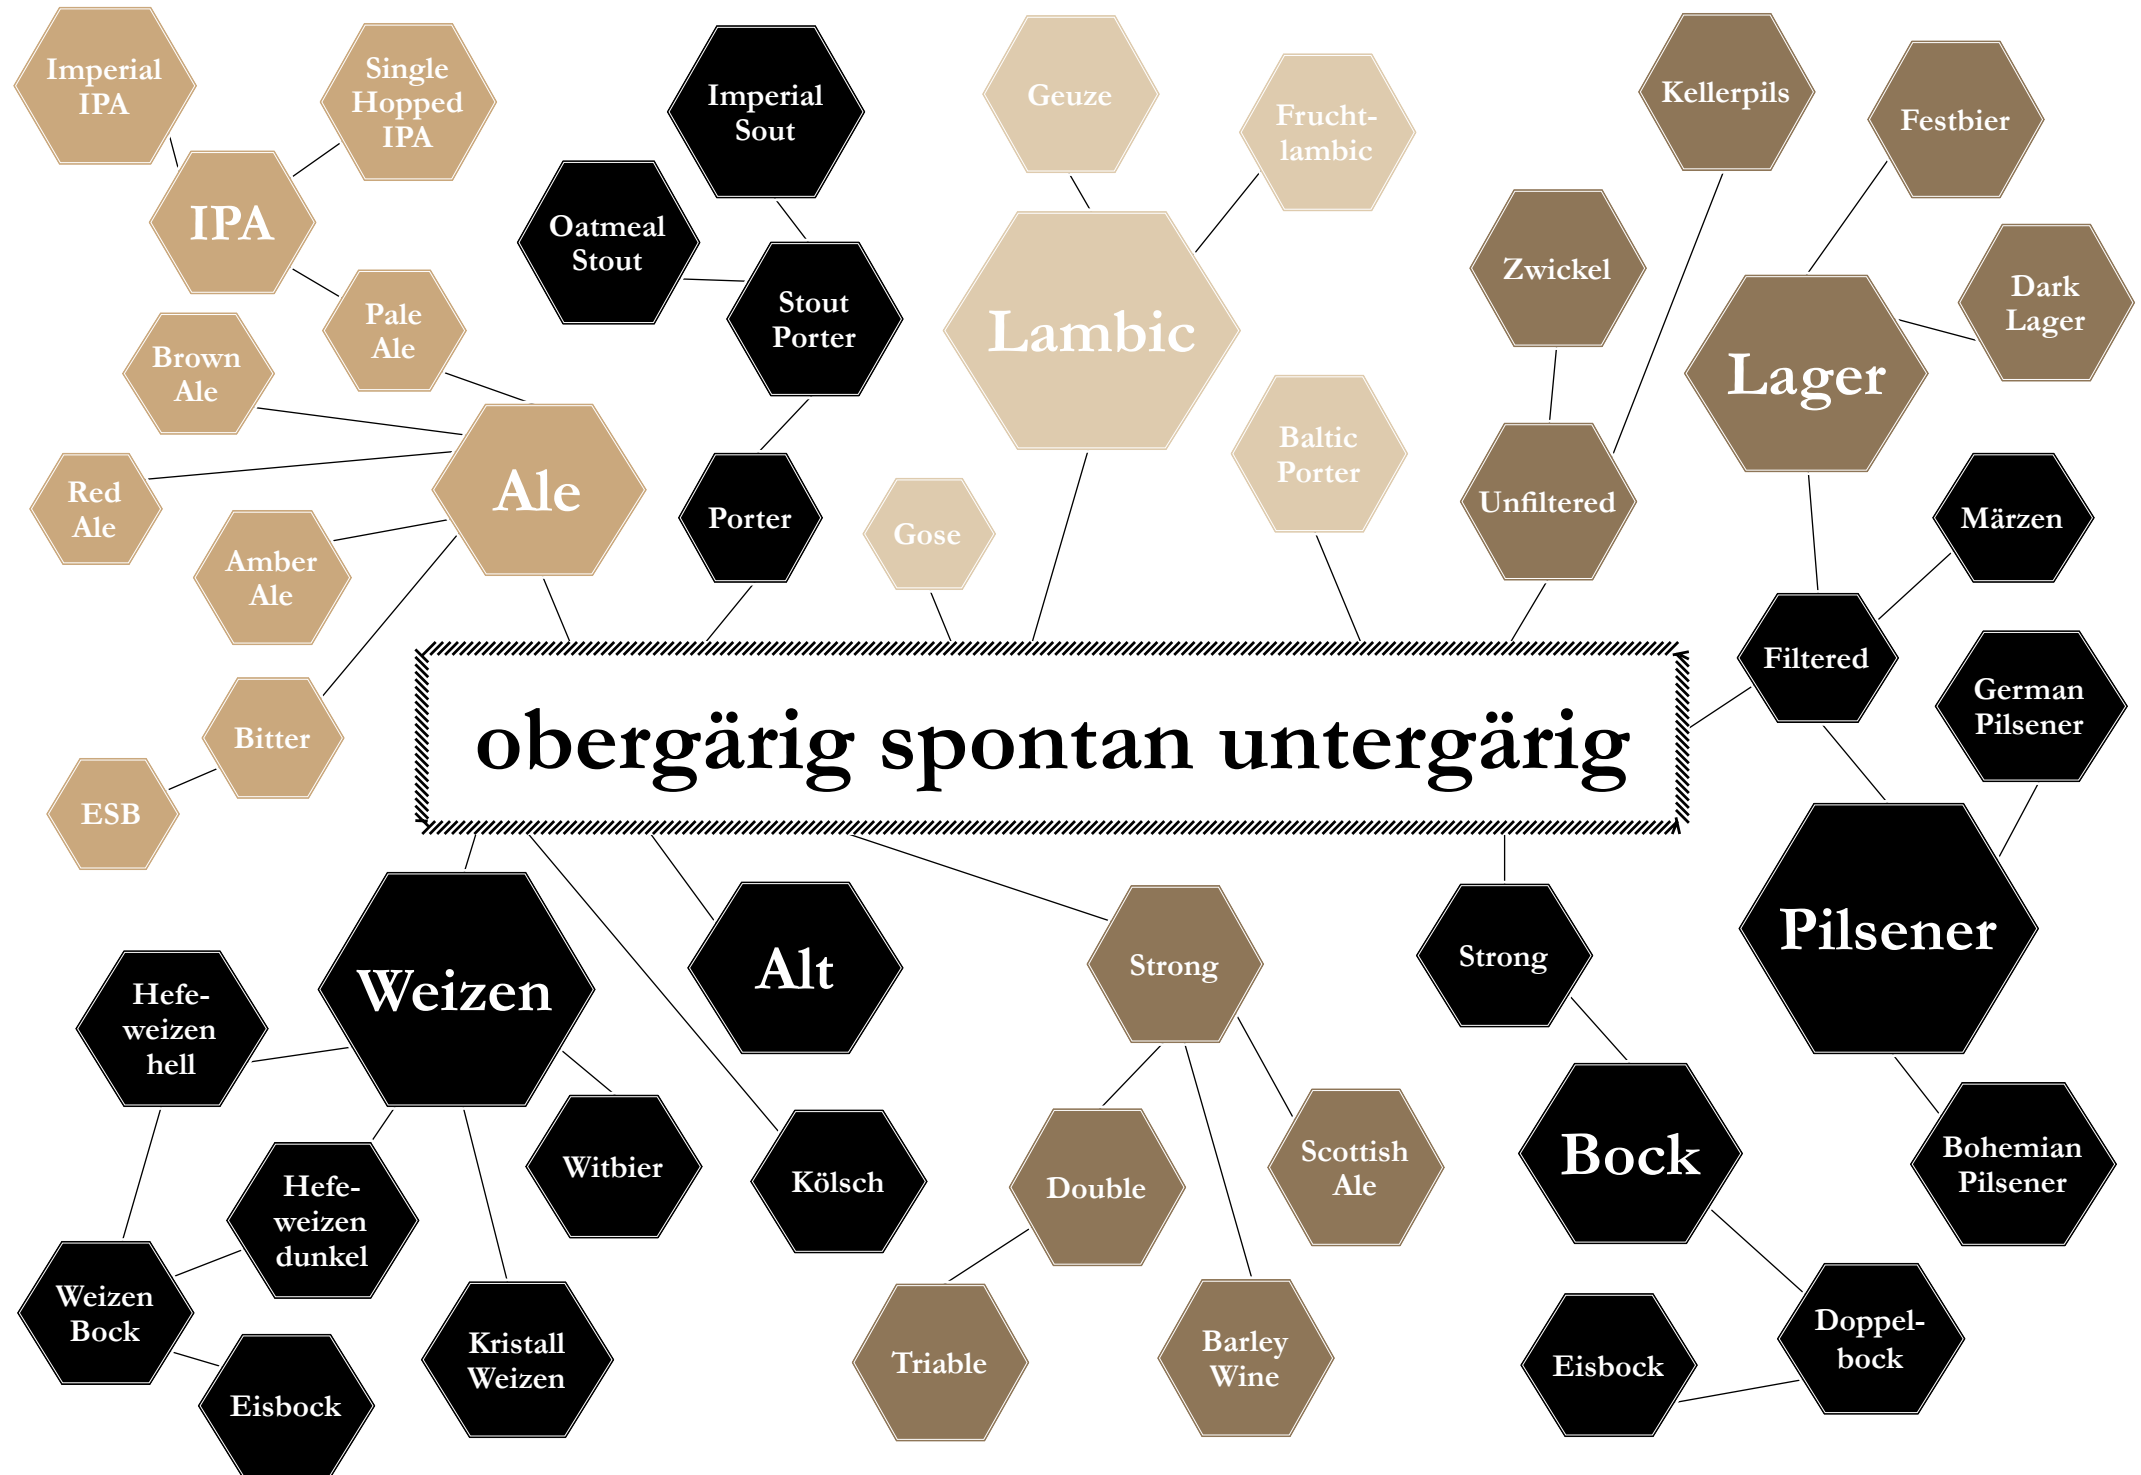 Imperial
IPA
Single
Hopped
IPA
Imperial
Sout
Geuze
Frucht-
lambic
Kellerpils
Festbier
IPA
Oatmeal
Stout
Zwickel
Dark
Lager
Pale
Ale
Stout
Porter
Lambic
Brown
Ale
Lager
Baltic
Porter
Red
Ale
Ale
Porter
Gose
Unfiltered
Märzen
Amber
Ale
Filtered
German
Pilsener
Bitter
obergärig spontan untergärig
ESB
Pilsener
Weizen
Alt
Strong
Strong
Hefe-
weizen
hell
Witbier
Kölsch
Double
Scottish
Ale
Bock
Bohemian
Pilsener
Hefe-
weizen
dunkel
Weizen
Bock
Kristall
Weizen
Triable
Barley
Wine
Eisbock
Doppel-
bock
Eisbock